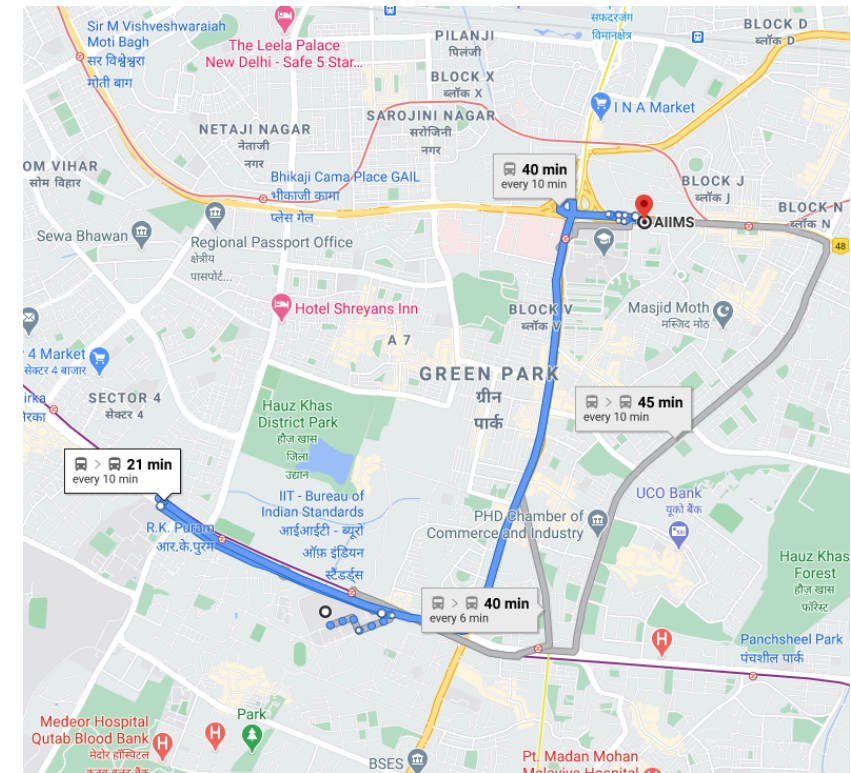 Sir M Vishveshwaraiah
Moti Bagh
सर विश्वेश्वरा
मोती बाग
The Leela Palace
New Delhi - Safe 5 Star...
PILANJI
पिलंजी
सफदरजंग
विमानक्षेत्र
BLOCK D
ब्लॉक D
BLOCK X
ब्लॉक X
I N A Market
NETAJI NAGAR
नेताजी
नगर
SAROJINI NAGAR
सरोजिनी
नगर
OM VIHAR
सोम विहार
Bhikaji Cama Place GAIL
भीकाजी कामा
प्लेस गेल
40 min
every 10 min
BLOCK J
ब्लॉक J
BLOCK N
ब्लॉक N
AIIMS
48
Sewa Bhawan
Regional Passport Office
क्षेत्रीय
पासपोर्ट...
Hotel Shreyans Inn
BLOCK V
ब्लॉक V
Masjid Moth
मस्जिद मोठ
A 7
4 Market
सेक्टर 4 बाजार
GREEN PARK
ग्रीन
पार्क
SECTOR 4
सेक्टर 4
Hauz Khas
District Park
हौज़ खास
जिला
उद्यान
> 45 min
every 10 min
> 21 min
every 10 min
IIT - Bureau of
Indian Standards
आईआईटी - ब्यूरो
ऑफ़ इंडियन
स्टैंडर्ड्स
UCO Bank
यूको बैंक
R.K. Puram
आर.के.पुरम
PHD Chamber of
Commerce and Industry
Hauz Khas
Forest
हौज़ खास
फॉरेस्ट
> 40 min
every 6 min
Panchsheel Park
पंचशील पार्क
Medeor Hospital
Qutab Blood Bank
मेदोर हॉस्पिटल
Park
BSES
Pt. Madan Mohan